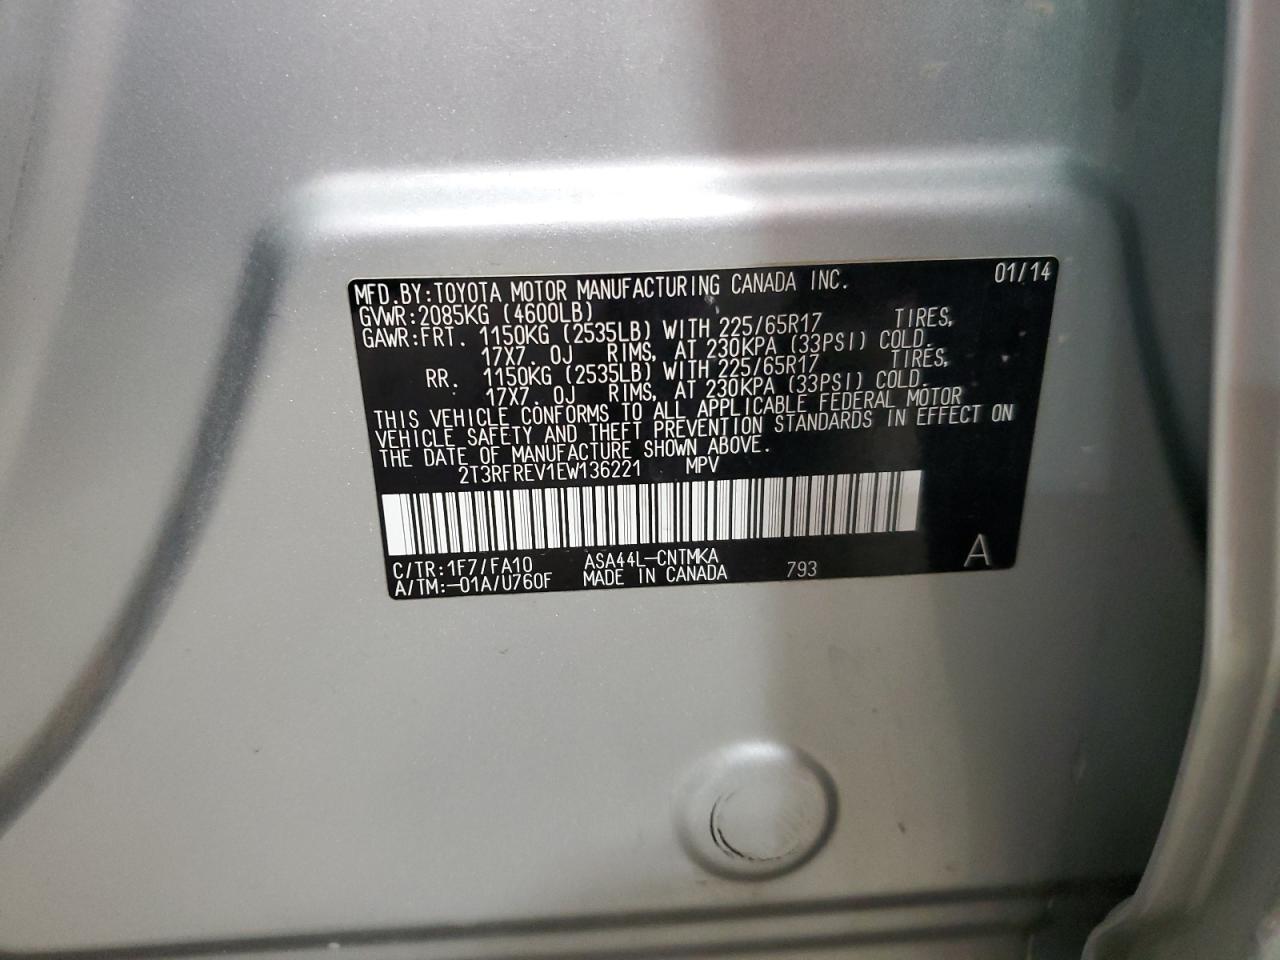 MFD.BY:TOYOTA MOTOR MANUFACTURING CANADA INC. 01/14
GVWR:2085KG (4600LB)
GAWR:FRT. 1150KG (2535LB) WITH 225/65R17 TIRES,
17X7. 0J RIMS, AT 230KPA (33PSI) COLD.
RR. 1150KG (2535LB) WITH 225/65R17 TIRES,
17X7. 0J RIMS, AT 230KPA (33PSI) COLD.
THIS VEHICLE CONFORMS TO ALL APPLICABLE FEDERAL MOTOR
VEHICLE SAFETY AND THEFT PREVENTION STANDARDS IN EFFECT ON
THE DATE OF MANUFACTURE SHOWN ABOVE.
2T3RFREV1EW136221 MPV
C/TR:1F7/FA10 ASA44L-CNTMKA
A/TM:-01A/U760F MADE IN CANADA 793 A